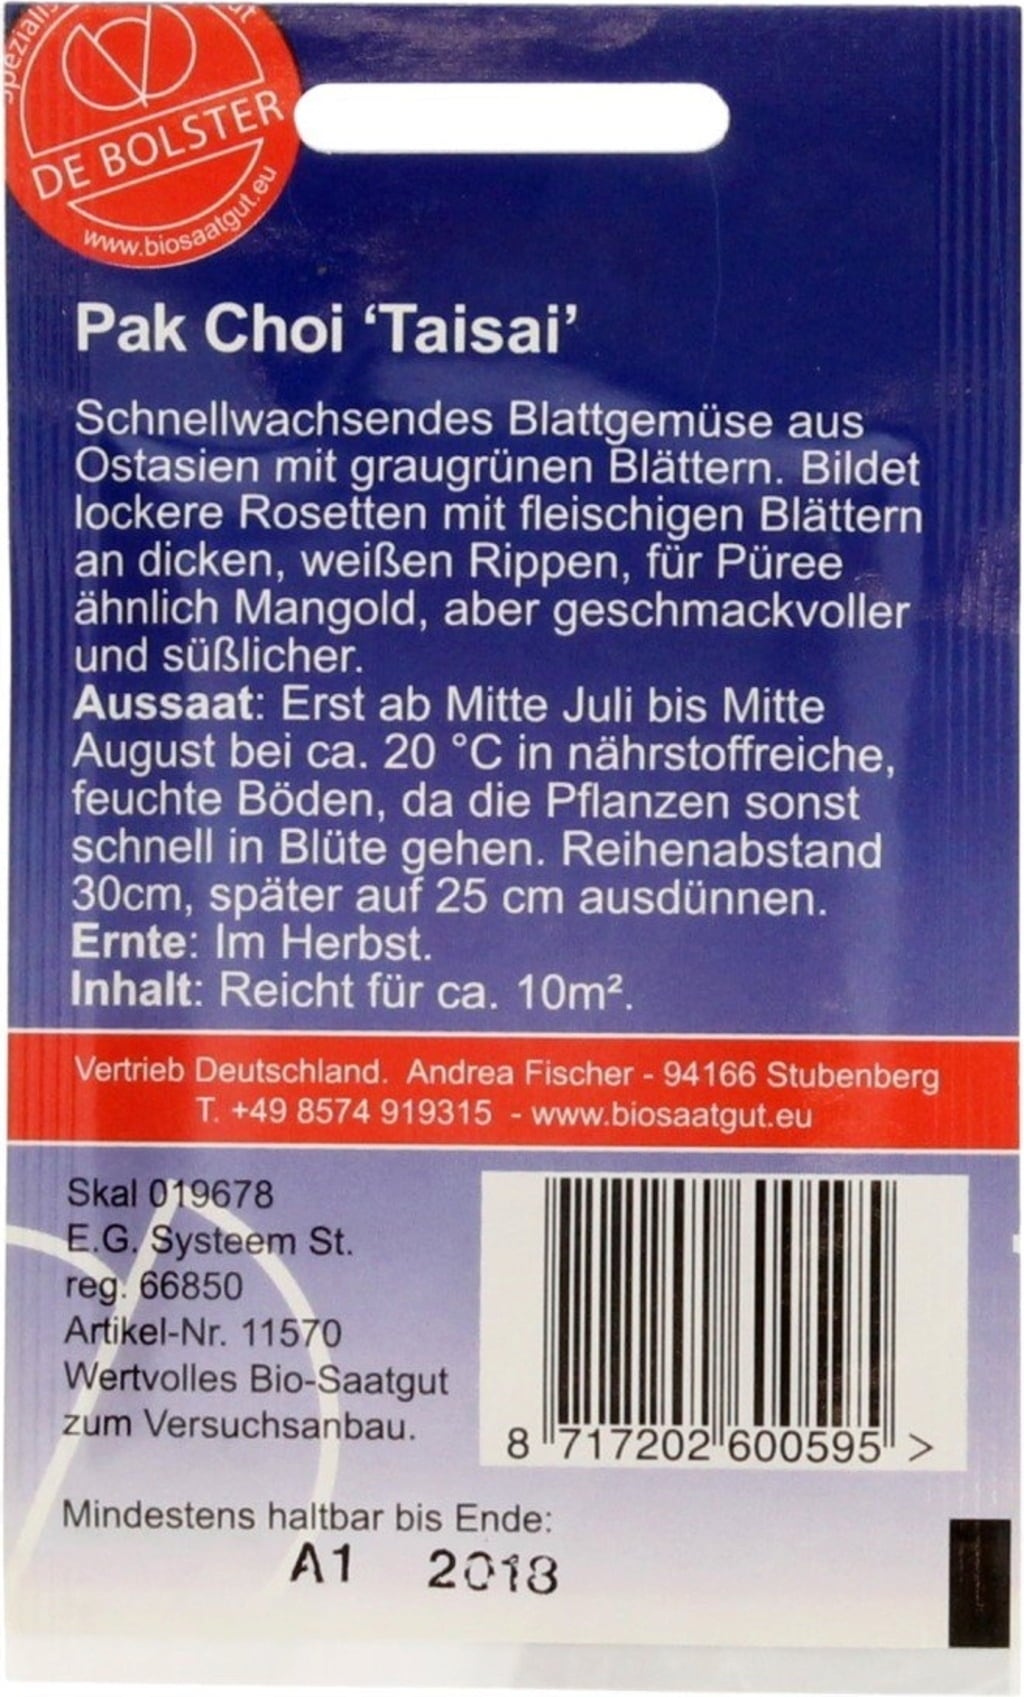 DE BOLSTER
www.biosaatgut.eu
Pak Choi ‘Taisai’
Schnellwachsendes Blattgemüse aus
Ostasien mit graugrünen Blättern. Bildet
lockere Rosetten mit fleischigen Blättern
an dicken, weißen Rippen, für Püree
ähnlich Mangold, aber geschmackvoller
und süßlicher.
Aussaat: Erst ab Mitte Juli bis Mitte
August bei ca. 20 °C in nährstoffreiche,
feuchte Böden, da die Pflanzen sonst
schnell in Blüte gehen. Reihenabstand
30cm, später auf 25 cm ausdünnen.
Ernte: Im Herbst.
Inhalt: Reicht für ca. 10m².
Vertrieb Deutschland. Andrea Fischer - 94166 Stubenberg
T. +49 8574 919315 - www.biosaatgut.eu
Skal 019678
E.G. Systeem St.
reg. 66850
Artikel-Nr. 11570
Wertvolles Bio-Saatgut
zum Versuchsanbau.
8 717202 600595 >
Mindestens haltbar bis Ende:
A1 2018